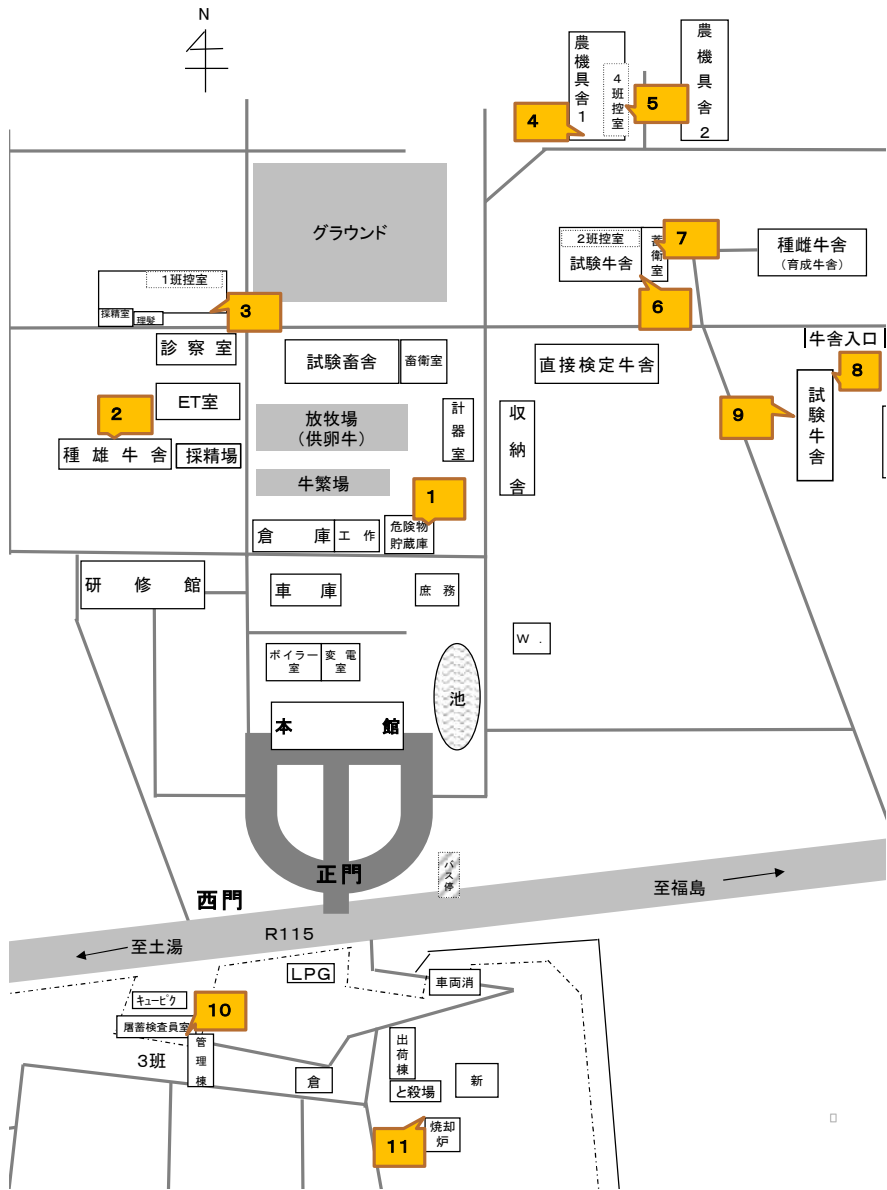 N
農機具舎1
4班控室
農機具舎2
4
5
グラウンド
2班控室
試験牛舎
畜衛室
7
種雌牛舎
(育成牛舎)
1班控室
採精室
理髪
3
6
診察室
試験畜舎
畜衛室
直接検定牛舎
牛舎入口
8
2
ET室
放牧場
(供卵牛)
計器室
収納舎
9
試験牛舎
種雄牛舎
採精場
牛繁場
1
倉庫
工作
危険物
貯蔵庫
研修館
車庫
庶務
W.
ボイラー
室
変電
室
池
本館
正門
バス停
西門
至福島
R115
至土湯
LPG
車両消
キュービク
10
屠蓄検査員室
管理棟
3班
出荷棟
倉
と殺場
新
焼却
炉
11